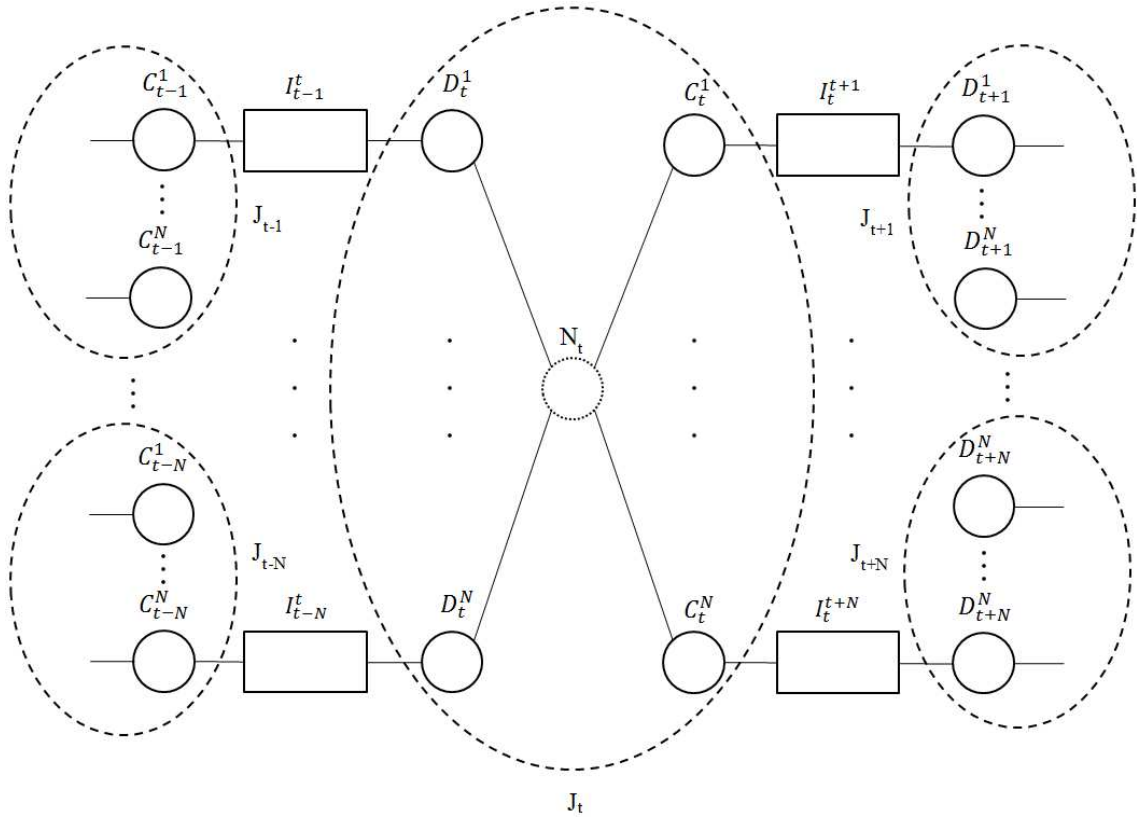 C_{t-1}^1 I_{t-1}^t D_t^1 C_t^1 I_t^{t+1} D_{t+1}^1
J_{t-1} J_{t+1}
C_{t-1}^N D_{t+1}^N
N_t
C_{t-N}^1 D_{t+N}^N
J_{t-N} J_{t+N}
C_{t-N}^N I_{t-N}^t D_t^N C_t^N I_t^{t+N} D_{t+N}^N
J_t